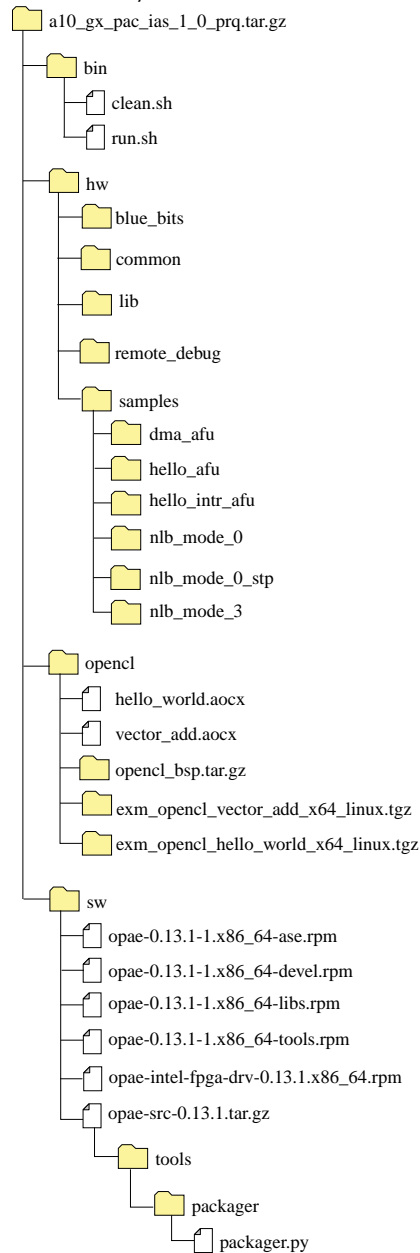 a10_gx_pac_ias_1_0_prq.tar.gz
bin
clean.sh
run.sh
hw
blue_bits
common
lib
remote_debug
samples
dma_afu
hello_afu
hello_intr_afu
nlb_mode_0
nlb_mode_0_stp
nlb_mode_3
opencl
hello_world.aocx
vector_add.aocx
opencl_bsp.tar.gz
exm_opencl_vector_add_x64_linux.tgz
exm_opencl_hello_world_x64_linux.tgz
sw
opae-0.13.1-1.x86_64-ase.rpm
opae-0.13.1-1.x86_64-devel.rpm
opae-0.13.1-1.x86_64-libs.rpm
opae-0.13.1-1.x86_64-tools.rpm
opae-intel-fpga-drv-0.13.1.x86_64.rpm
opae-src-0.13.1.tar.gz
tools
packager
packager.py